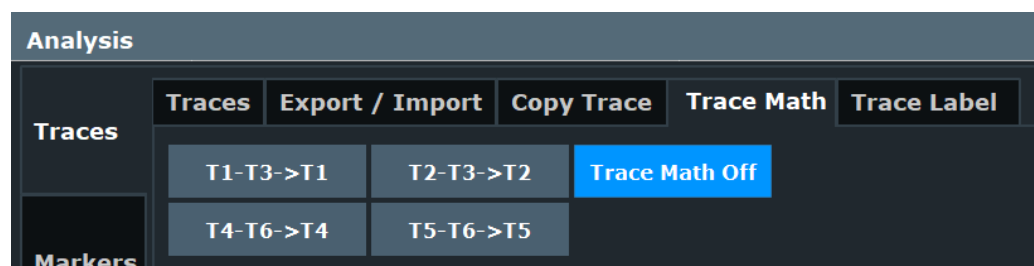 Analysis
Traces
Traces Export / Import Copy Trace Trace Math Trace Label
T1-T3->T1 T2-T3->T2 Trace Math Off
T4-T6->T4 T5-T6->T5
Markers